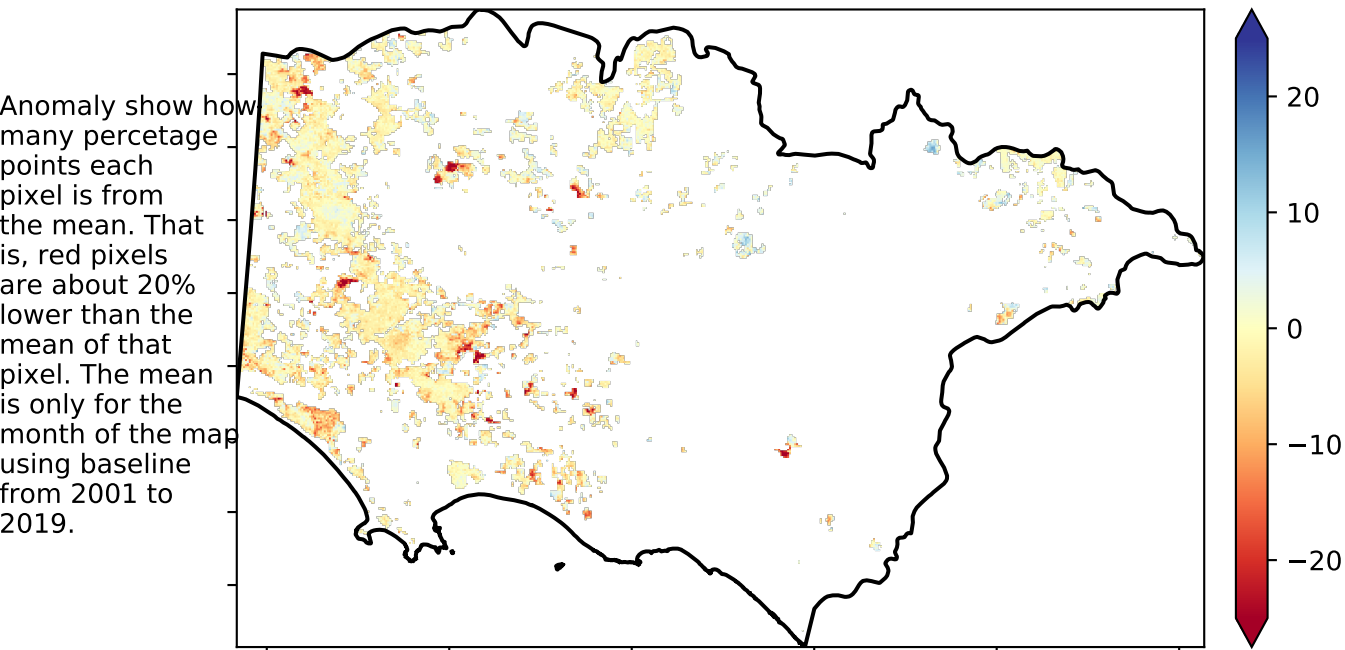 Anomaly show how
many percetage
points each
pixel is from
the mean. That
is, red pixels
are about 20%
lower than the
mean of that
pixel. The mean
is only for the
month of the map
using baseline
from 2001 to
2019.
20
10
0
−10
−20